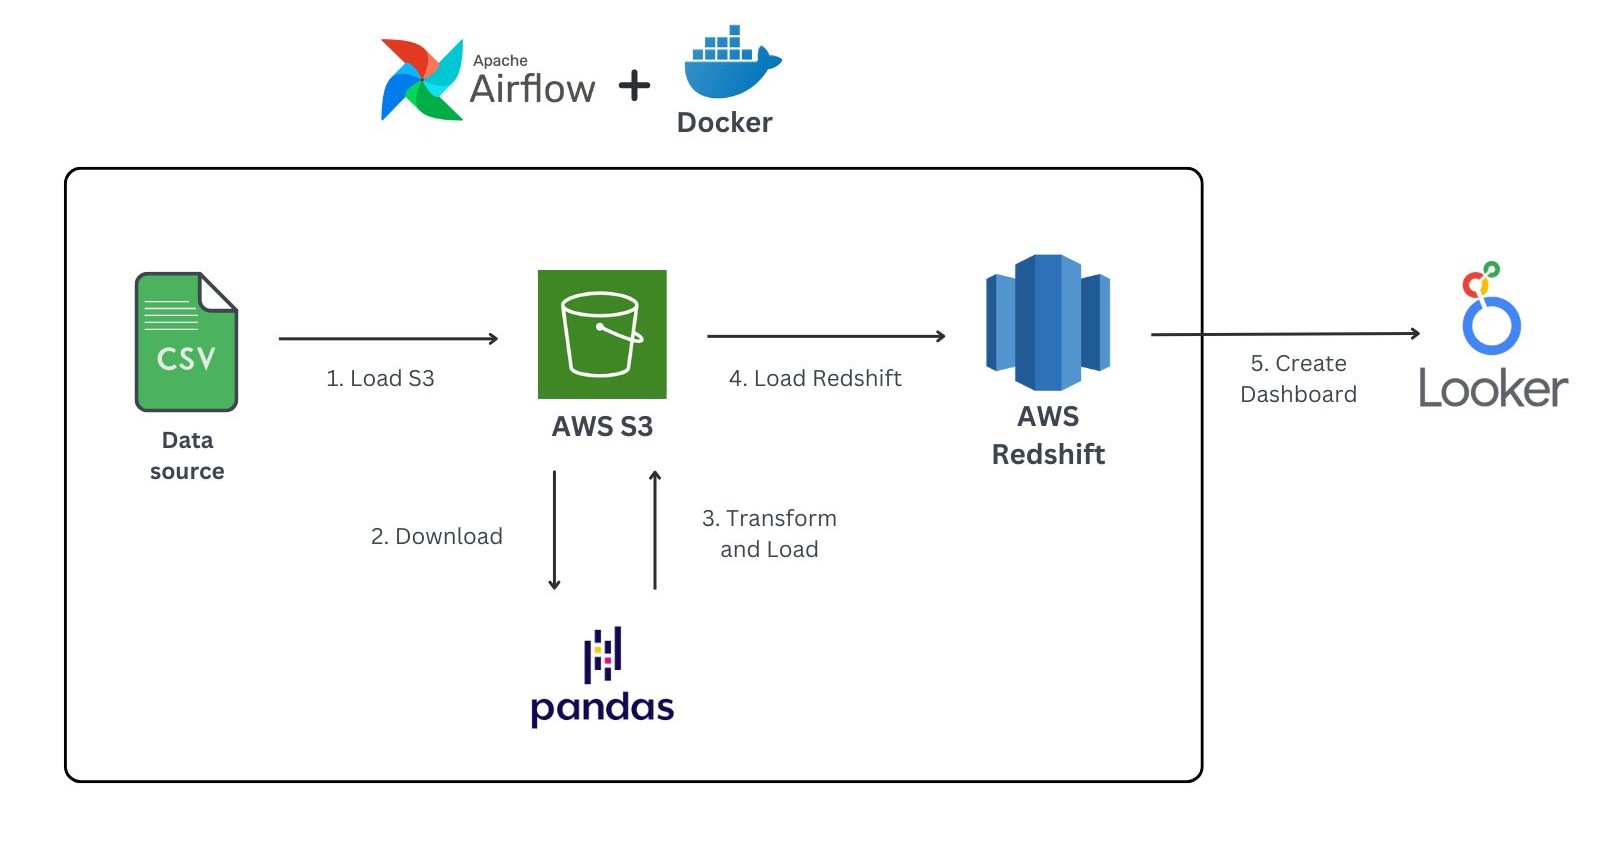 Apache
Airflow
+
Docker
CSV
Data
source
1. Load S3
AWS S3
4. Load Redshift
AWS
Redshift
5. Create
Dashboard
Looker
2. Download
3. Transform
and Load
pandas